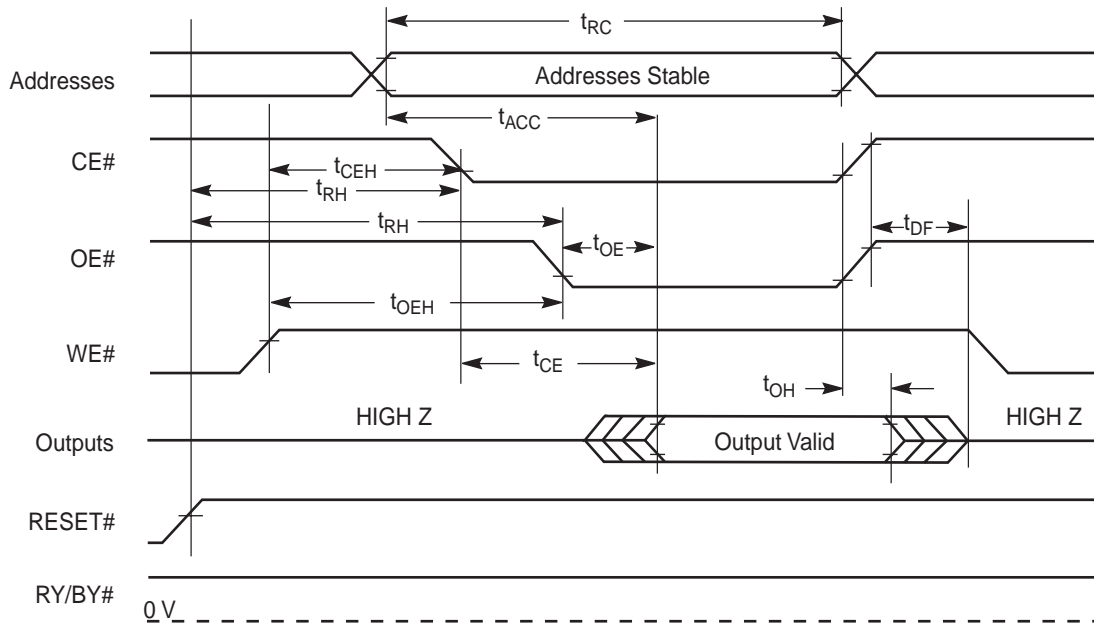 tRC
Addresses
Addresses Stable
tACC
CE#
tCEH
tRH
tRH
tDF
OE#
tOE
tOEH
WE#
tCE
tOH
HIGH Z
HIGH Z
Outputs
Output Valid
RESET#
RY/BY#
0 V